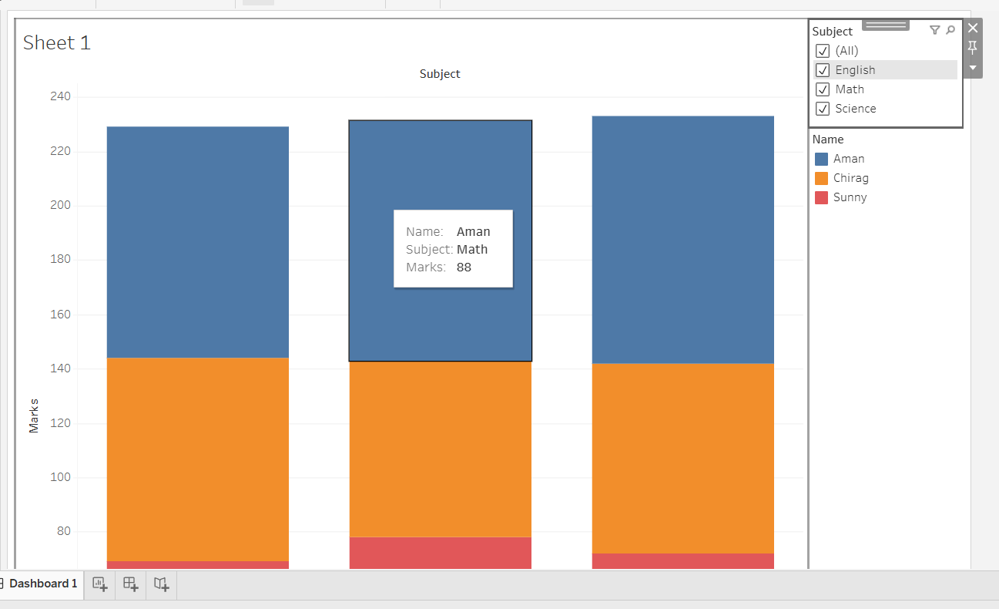 Sheet 1
Subject
240
220
200
180
160
140
120
100
80
Marks
Name: Aman
Subject: Math
Marks: 88
Subject
(All)
English
Math
Science
Name
Aman
Chirag
Sunny
Dashboard 1